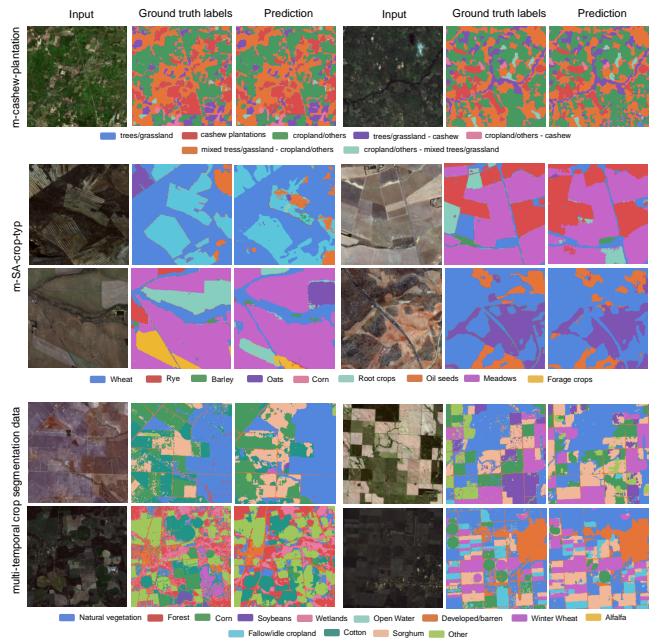 Input Ground truth labels Prediction Input Ground truth labels Prediction
m-cashew-plantation
trees/grassland cashew plantations cropland/others trees/grassland - cashew cropland/others - cashew
mixed trees/gassland - cropland/others cropland/others - mixed trees/grassland
m-SA-crop-typ
Wheat Rye Barley Oats Corn Root crops Oil seeds Meadows Forage crops
multi-temporal crop segmentation data
Natural vegetation Forest Corn Soybeans Wetlands Open Water Developed/barren Winter Wheat Alfalfa
Fallow/idle cropland Cotton Sorghum Other